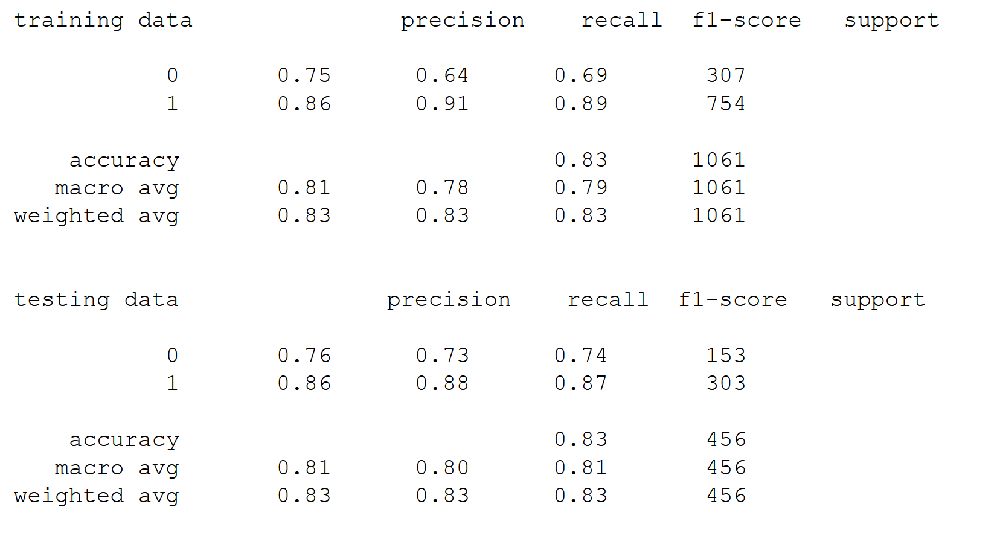 training data precision recall f1-score support
0 0.75 0.64 0.69 307
1 0.86 0.91 0.89 754
accuracy 0.83 1061
macro avg 0.81 0.78 0.79 1061
weighted avg 0.83 0.83 0.83 1061
testing data precision recall f1-score support
0 0.76 0.73 0.74 153
1 0.86 0.88 0.87 303
accuracy 0.83 456
macro avg 0.81 0.80 0.81 456
weighted avg 0.83 0.83 0.83 456